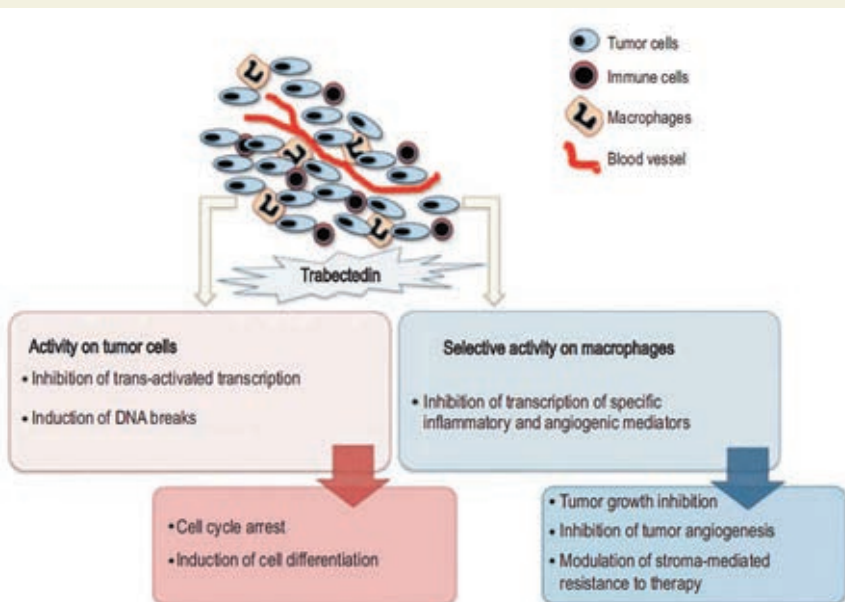 Tumor cells
Immune cells
Macrophages
Blood vessel
Trabectedin
Activity on tumor cells
• Inhibition of trans-activated transcription
• Induction of DNA breaks
Selective activity on macrophages
• Inhibition of transcription of specific
inflammatory and angiogenic mediators
• Cell cycle arrest
• Induction of cell differentiation
• Tumor growth inhibition
• Inhibition of tumor angiogenesis
• Modulation of stroma-mediated
resistance to therapy